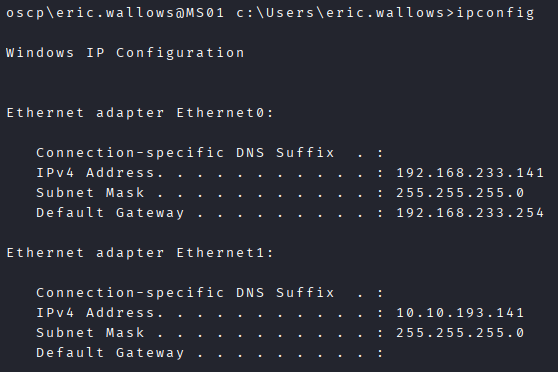 oscp\eric.wallows@MS01 c:\Users\eric.wallows>ipconfig
Windows IP Configuration
Ethernet adapter Ethernet0:
Connection-specific DNS Suffix  . :
IPv4 Address. . . . . . . . . . . : 192.168.233.141
Subnet Mask . . . . . . . . . . . : 255.255.255.0
Default Gateway . . . . . . . . . : 192.168.233.254
Ethernet adapter Ethernet1:
Connection-specific DNS Suffix  . :
IPv4 Address. . . . . . . . . . . : 10.10.193.141
Subnet Mask . . . . . . . . . . . : 255.255.255.0
Default Gateway . . . . . . . . . :